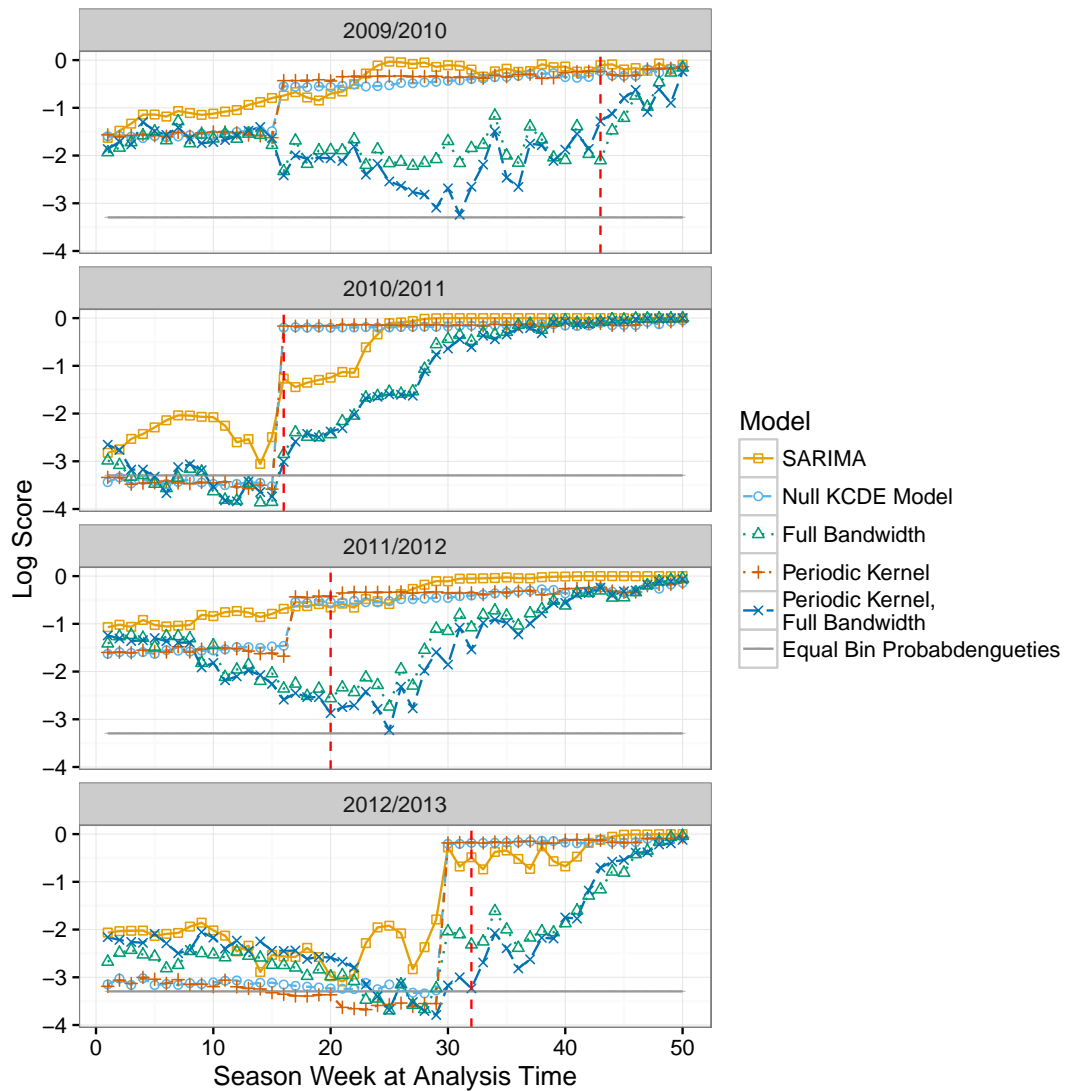 2009/2010
0
−1
−2
−3
−4
2010/2011
0
−1
−2
−3
−4
2011/2012
0
−1
−2
−3
−4
2012/2013
0
−1
−2
−3
−4
0 10 20 30 40 50
Season Week at Analysis Time
Log Score
Model
SARIMA
Null KCDE Model
Full Bandwidth
Periodic Kernel
Periodic Kernel,
Full Bandwidth
Equal Bin Probabdengueties